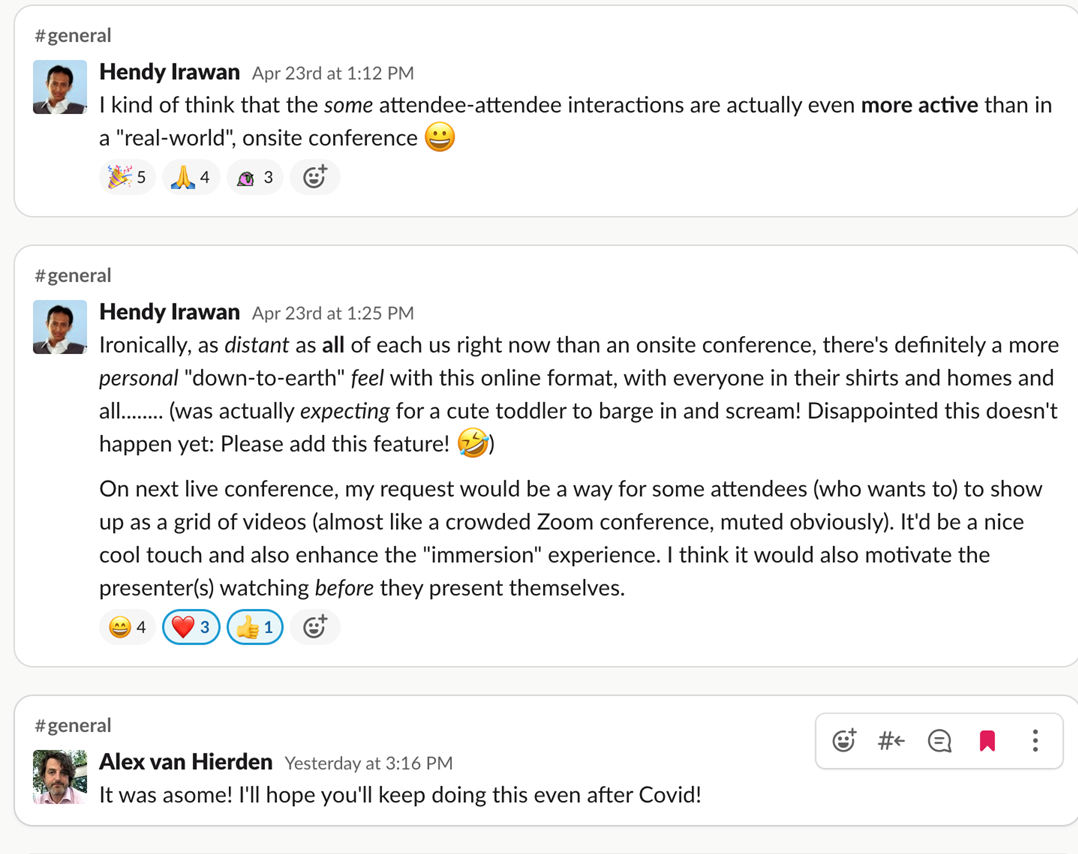 #general
Hendy Irawan Apr 23rd at 1:12 PM
I kind of think that the some attendee-attendee interactions are actually even more active than in
a "real-world", onsite conference 😀
🎉 5 🙏 4 3
#general
Hendy Irawan Apr 23rd at 1:25 PM
Ironically, as distant as all of each us right now than an onsite conference, there's definitely a more
personal "down-to-earth" feel with this online format, with everyone in their shirts and homes and
all........ (was actually expecting for a cute toddler to barge in and scream! Disappointed this doesn't
happen yet: Please add this feature! 🤣)
On next live conference, my request would be a way for some attendees (who wants to) to show
up as a grid of videos (almost like a crowded Zoom conference, muted obviously). It'd be a nice
cool touch and also enhance the "immersion" experience. I think it would also motivate the
presenter(s) watching before they present themselves.
😄 4 ❤️ 3 👍 1
#general
Alex van Hierden Yesterday at 3:16 PM
It was asome! I'll hope you'll keep doing this even after Covid!